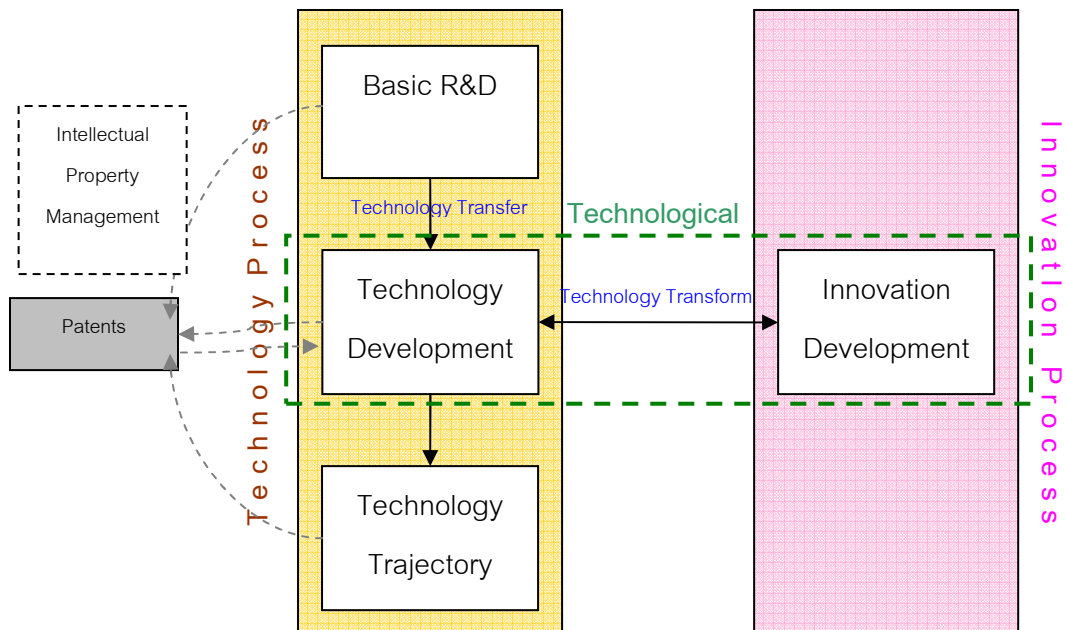 Basic R&D
Intellectual
Property
Management
Technology Process
Technology Transfer
Technological
Innovation Process
Patents
Technology
Development
Technology Transform
Innovation
Development
Technology
Trajectory